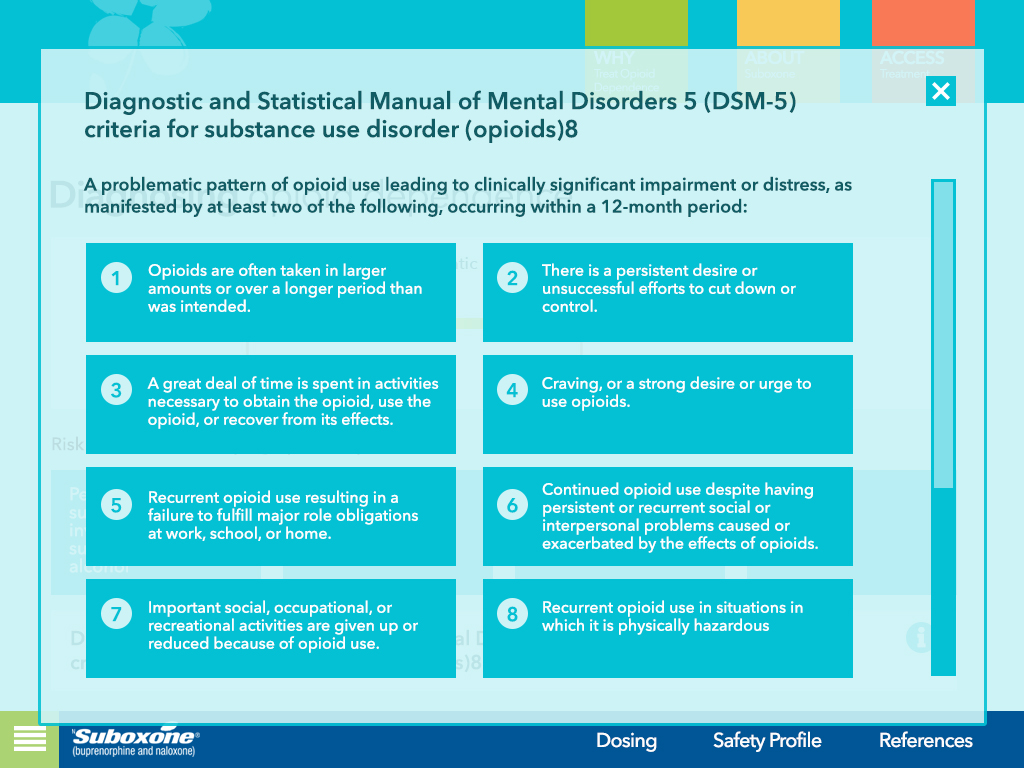 WHY
True Opioid
ABOUT
ACCESS
Treatment
Diagnostic and Statistical Manual of Mental Disorders 5 (DSM-5)
criteria for substance use disorder (opioids)8
Diagnosing opioid dependence
A problematic pattern of opioid use leading to clinically significant impairment or distress, as
manifested by at least two of the following, occurring within a 12-month period:
1
Opioids are often taken in larger
amounts or over a longer period than
was intended.
2
There is a persistent desire or
unsuccessful efforts to cut down or
control.
3
A great deal of time is spent in activities
necessary to obtain the opioid, use the
opioid, or recover from its effects.
4
Craving, or a strong desire or urge to
use opioids.
Risk
5
Recurrent opioid use resulting in a
failure to fulfill major role obligations
at work, school, or home.
6
Continued opioid use despite having
persistent or recurrent social or
interpersonal problems caused or
exacerbated by the effects of opioids.
alcohol
7
Important social, occupational, or
recreational activities are given up or
reduced because of opioid use.
8
Recurrent opioid use in situations in
which it is physically hazardous
Suboxone®
(buprenorphine and naloxone)
Dosing
Safety Profile
References